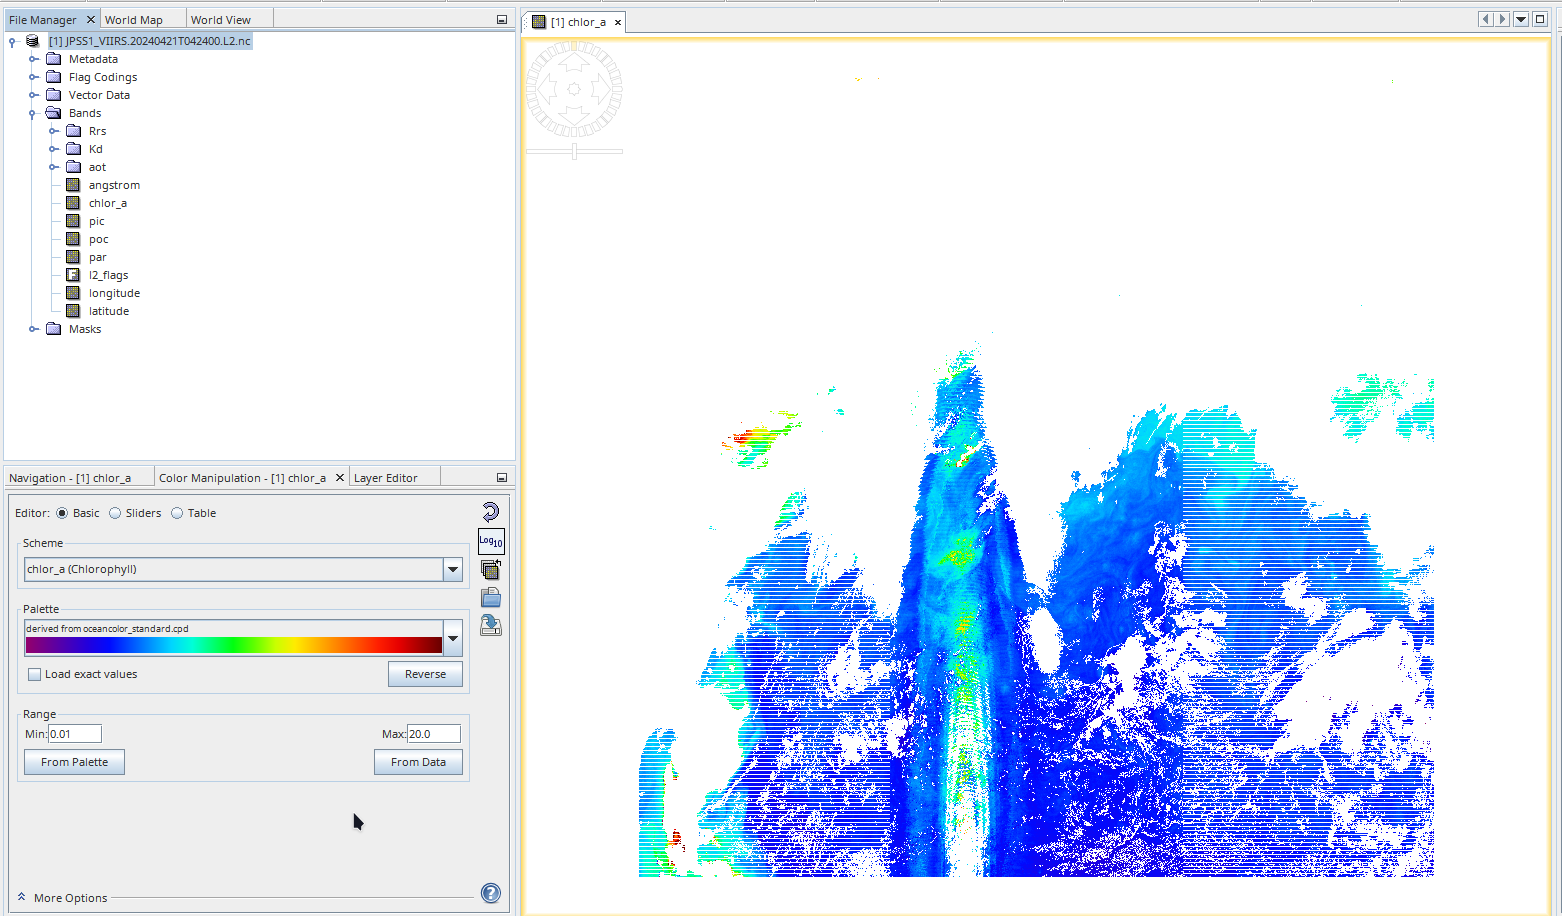 File Manager
World Map
World View
[1] JPSS1_VIIRS.20240421T042400.L2.nc
Metadata
Flag Codings
Vector Data
Bands
Rrs
Kd
aot
angstrom
chlor_a
pic
poc
par
F l2_flags
longitude
latitude
Masks
Navigation - [1] chlor_a
Color Manipulation - [1] chlor_a
Layer Editor
Editor: Basic Sliders Table
Log10
Scheme
chlor_a (Chlorophyll)
Palette
derived from oceancolor_standard.cpd
Load exact values
Reverse
Range
Min: 0.01
Max: 20.0
From Palette
From Data
More Options
?
[1] chlor_a